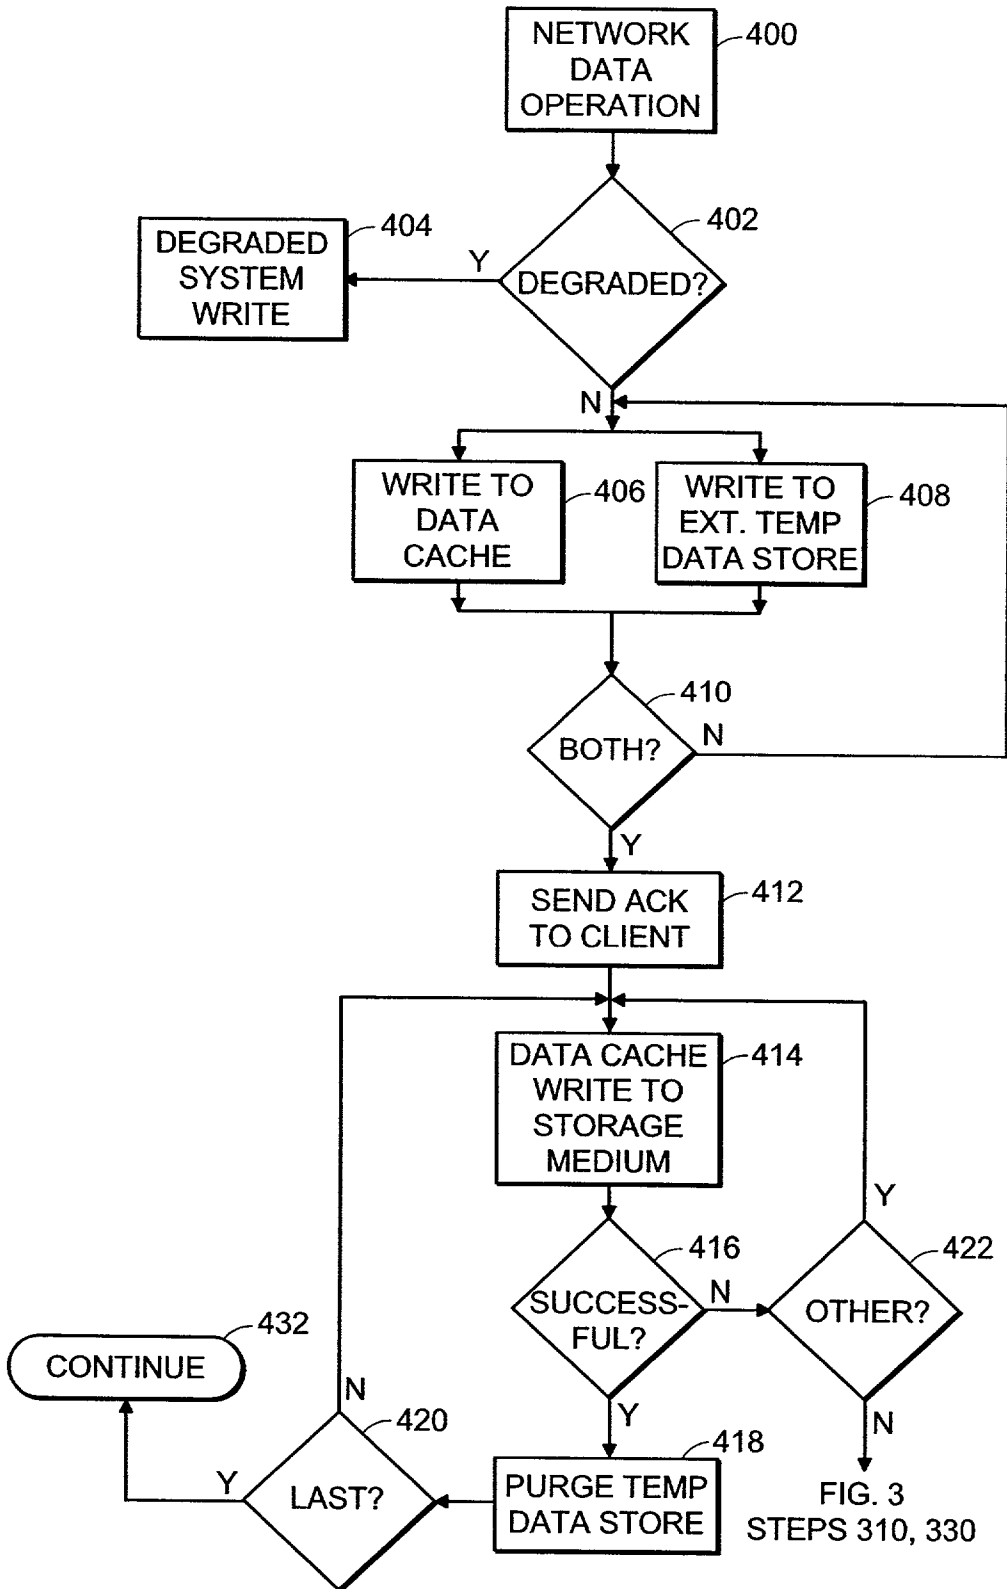 NETWORK
DATA
OPERATION
400
402
DEGRADED?
Y
404
DEGRADED
SYSTEM
WRITE
N
WRITE TO
DATA
CACHE
406
WRITE TO
EXT. TEMP
DATA STORE
408
410
BOTH?
N
Y
SEND ACK
TO CLIENT
412
DATA CACHE
WRITE TO
STORAGE
MEDIUM
414
416
SUCCESS-
FUL?
N
422
OTHER?
Y
N
FIG. 3
STEPS 310, 330
Y
418
PURGE TEMP
DATA STORE
420
LAST?
N
Y
432
CONTINUE